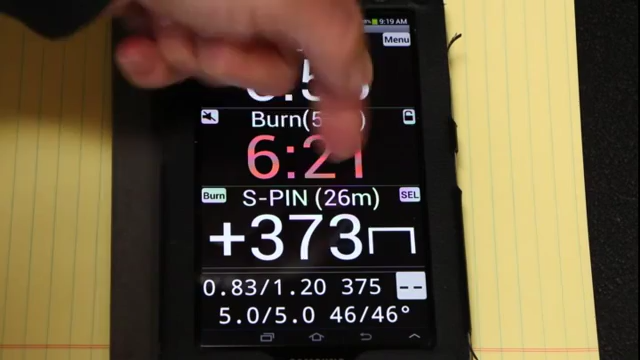 9:19 AM
Menu
Burn(5
6:21
Burn S-PIN (26m) SEL
+373
0.83/1.20 375 --
5.0/5.0 46/46°